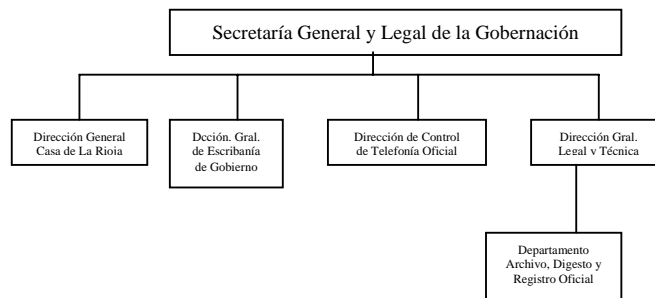 Secretaría General y Legal de la Gobernación
Dirección General
Casa de La Rioja
Dcción. Gral.
de Escribanía
de Gobierno
Dirección de Control
de Telefonía Oficial
Dirección Gral.
Legal y Técnica
Departamento
Archivo, Digesto y
Registro Oficial